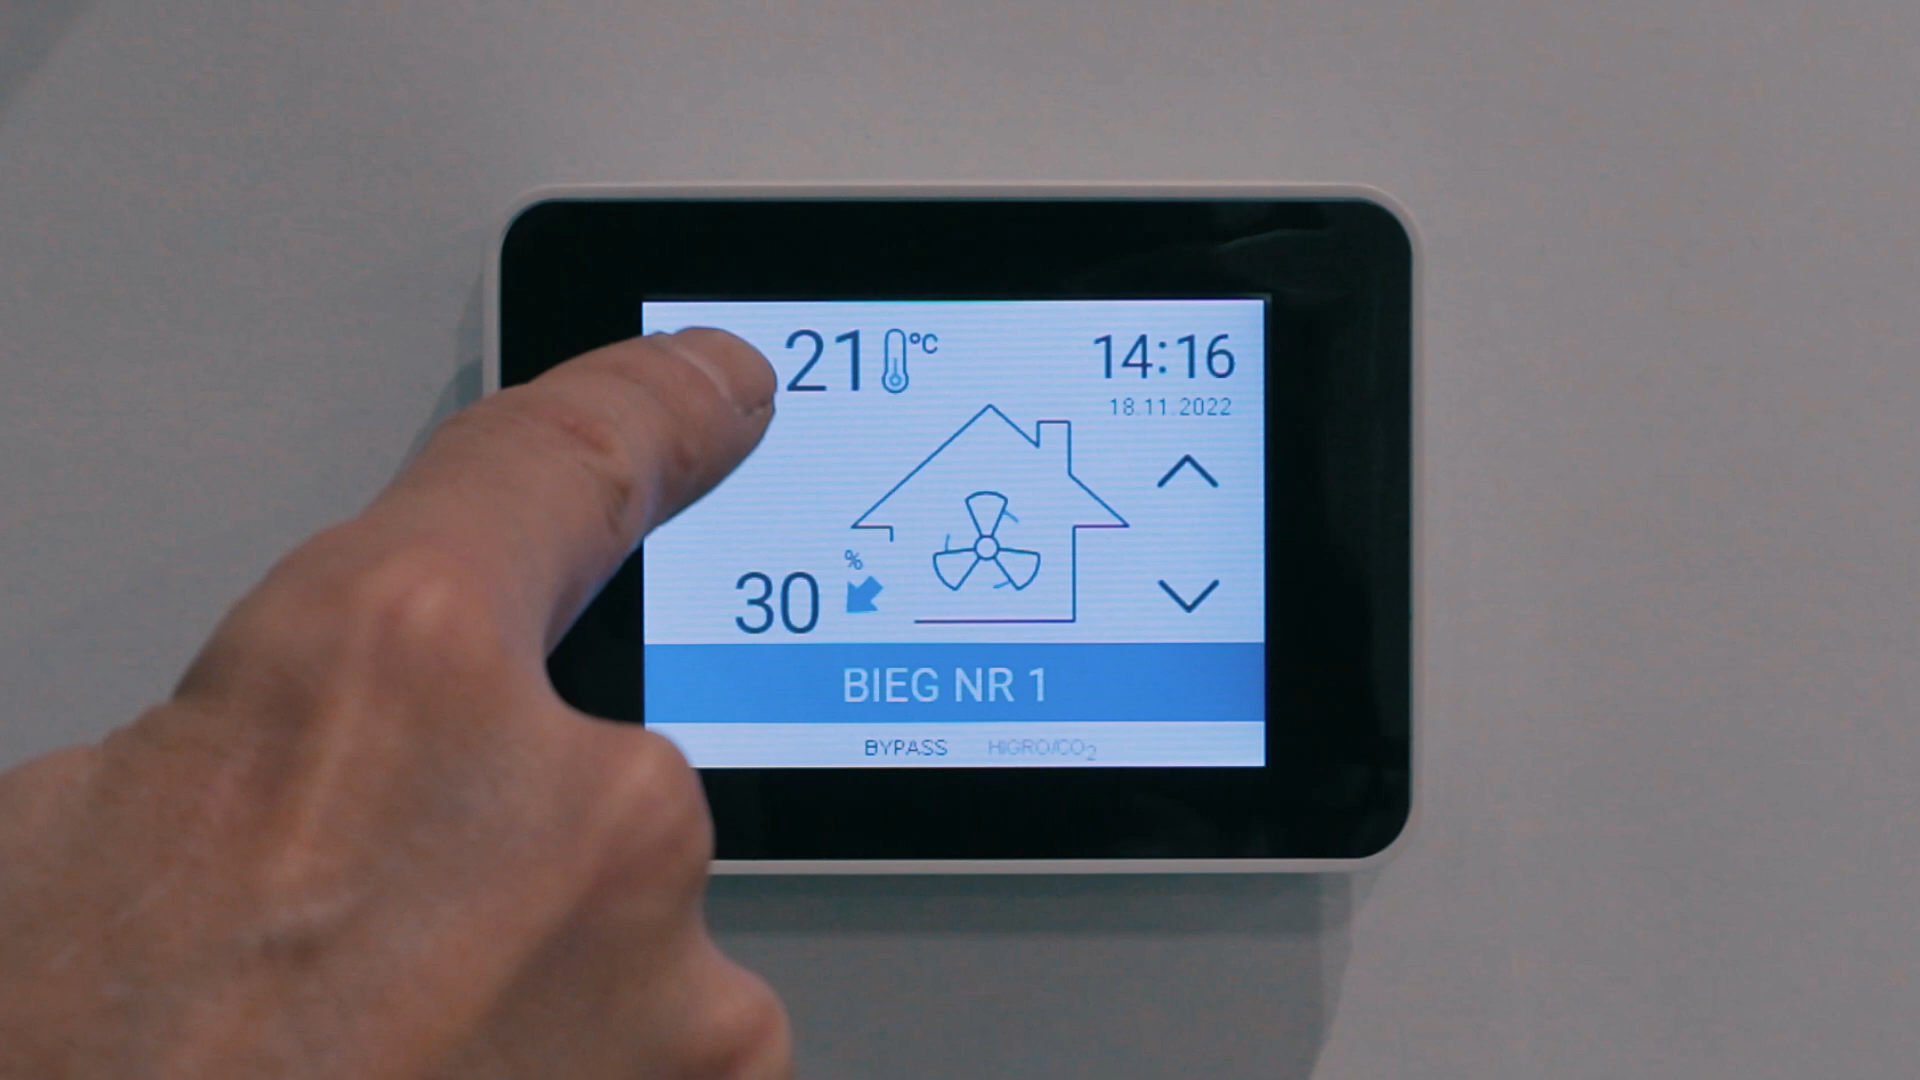 21 °C
14:16
18.11.2022
%
30
BIEG NR 1
BYPASS HIGRO/CO₂